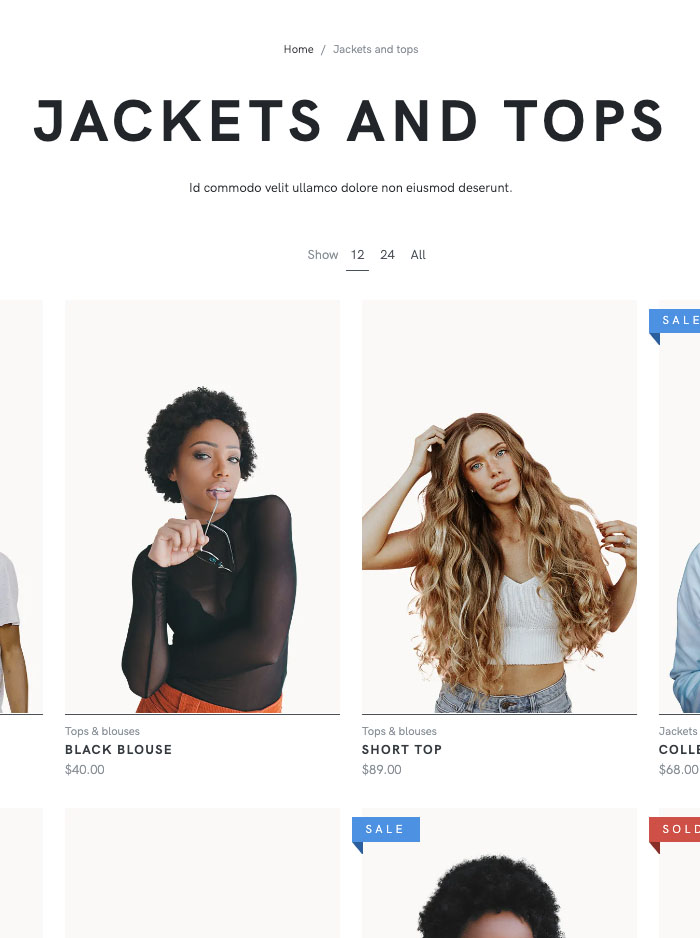 Home / Jackets and tops
JACKETS AND TOPS
Id commodo velit ullamco dolore non eiusmod deserunt.
Show 12 24 All
SALE
Tops & blouses
BLACK BLOUSE
$40.00
Tops & blouses
SHORT TOP
$89.00
Jackets
COLLE
$68.00
SALE
SOLD